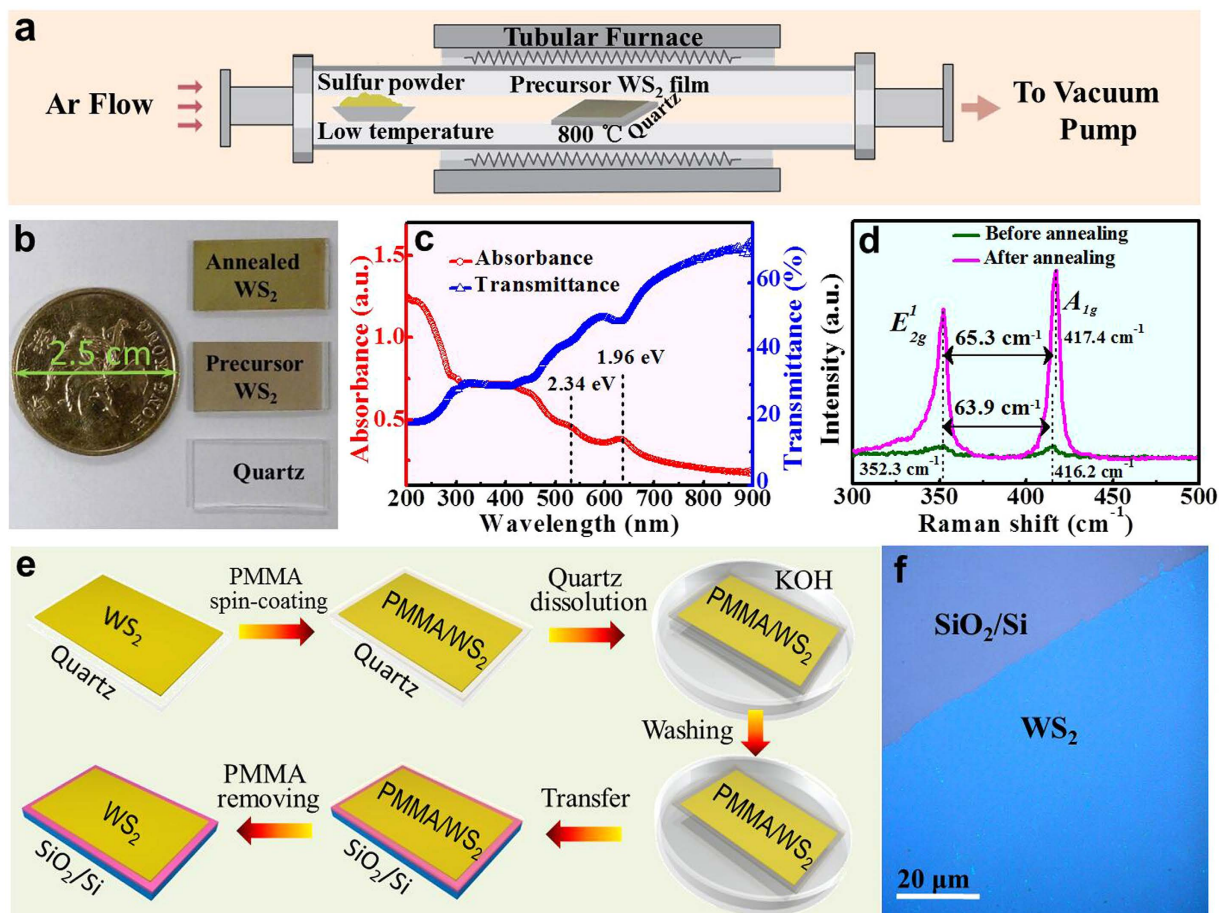 a
Tubular Furnace
Ar Flow
Sulfur powder
Precursor WS₂ film
Low temperature
800 ℃
Quartz
To Vacuum
Pump
b
2.5 cm
HONG KONG
Annealed
WS₂
Precursor
WS₂
Quartz
c
Absorbance
Transmittance
1.96 eV
2.34 eV
Absorbance (a.u.)
1.5
1.0
0.5
Transmittance (%)
60
40
20
0
200 300 400 500 600 700 800 900
Wavelength (nm)
d
Before annealing
After annealing
E¹₂g
A₁g
65.3 cm⁻¹
417.4 cm⁻¹
63.9 cm⁻¹
352.3 cm⁻¹
416.2 cm⁻¹
Intensity (a.u.)
300 350 400 450 500
Raman shift (cm⁻¹)
e
WS₂
Quartz
PMMA
spin-coating
PMMA/WS₂
Quartz
Quartz
dissolution
KOH
PMMA/WS₂
Washing
PMMA/WS₂
Transfer
PMMA/WS₂
SiO₂/Si
PMMA
removing
WS₂
SiO₂/Si
f
SiO₂/Si
WS₂
20 μm